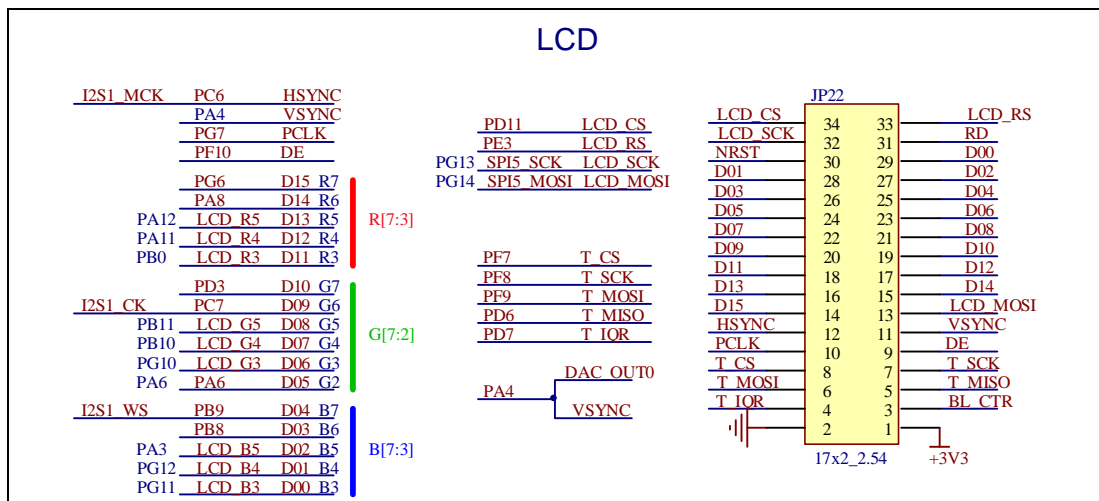 LCD
I2S1_MCK PC6 HSYNC
PA4 VSYNC
PG7 PCLK
PF10 DE
PG6 D15 R7
PA8 D14 R6
PA12 LCD_R5 D13 R5
PA11 LCD_R4 D12 R4
PB0 LCD_R3 D11 R3
R[7:3]
PD3 D10 G7
I2S1_CK PC7 D09 G6
PB11 LCD_G5 D08 G5
PB10 LCD_G4 D07 G4
PG10 LCD_G3 D06 G3
PA6 PA6 D05 G2
G[7:2]
I2S1_WS PB9 D04 B7
PB8 D03 B6
PA3 LCD_B5 D02 B5
PG12 LCD_B4 D01 B4
PG11 LCD_B3 D00 B3
B[7:3]
PD11 LCD_CS
PE3 LCD_RS
PG13 SPI5_SCK LCD_SCK
PG14 SPI5_MOSI LCD_MOSI
PF7 T_CS
PF8 T_SCK
PF9 T_MOSI
PD6 T_MISO
PD7 T_IQR
DAC_OUT0
PA4
VSYNC
JP22
LCD_CS 34 33 LCD_RS
LCD_SCK 32 31 RD
NRST 30 29 D00
D01 28 27 D02
D03 26 25 D04
D05 24 23 D06
D07 22 21 D08
D09 20 19 D10
D11 18 17 D12
D13 16 15 D14
D15 14 13 LCD_MOSI
HSYNC 12 11 VSYNC
PCLK 10 9 DE
T_CS 8 7 T_SCK
T_MOSI 6 5 T_MISO
T_IQR 4 3 BL_CTR
2 1
17x2_2.54
+3V3